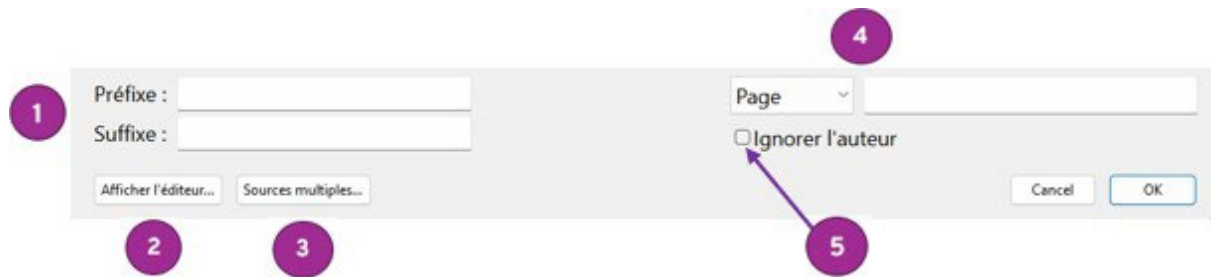 4
1
Préfixe :
Page
Suffixe :
Ignorer l'auteur
Afficher l'éditeur...
Sources multiples...
Cancel
OK
2
3
5